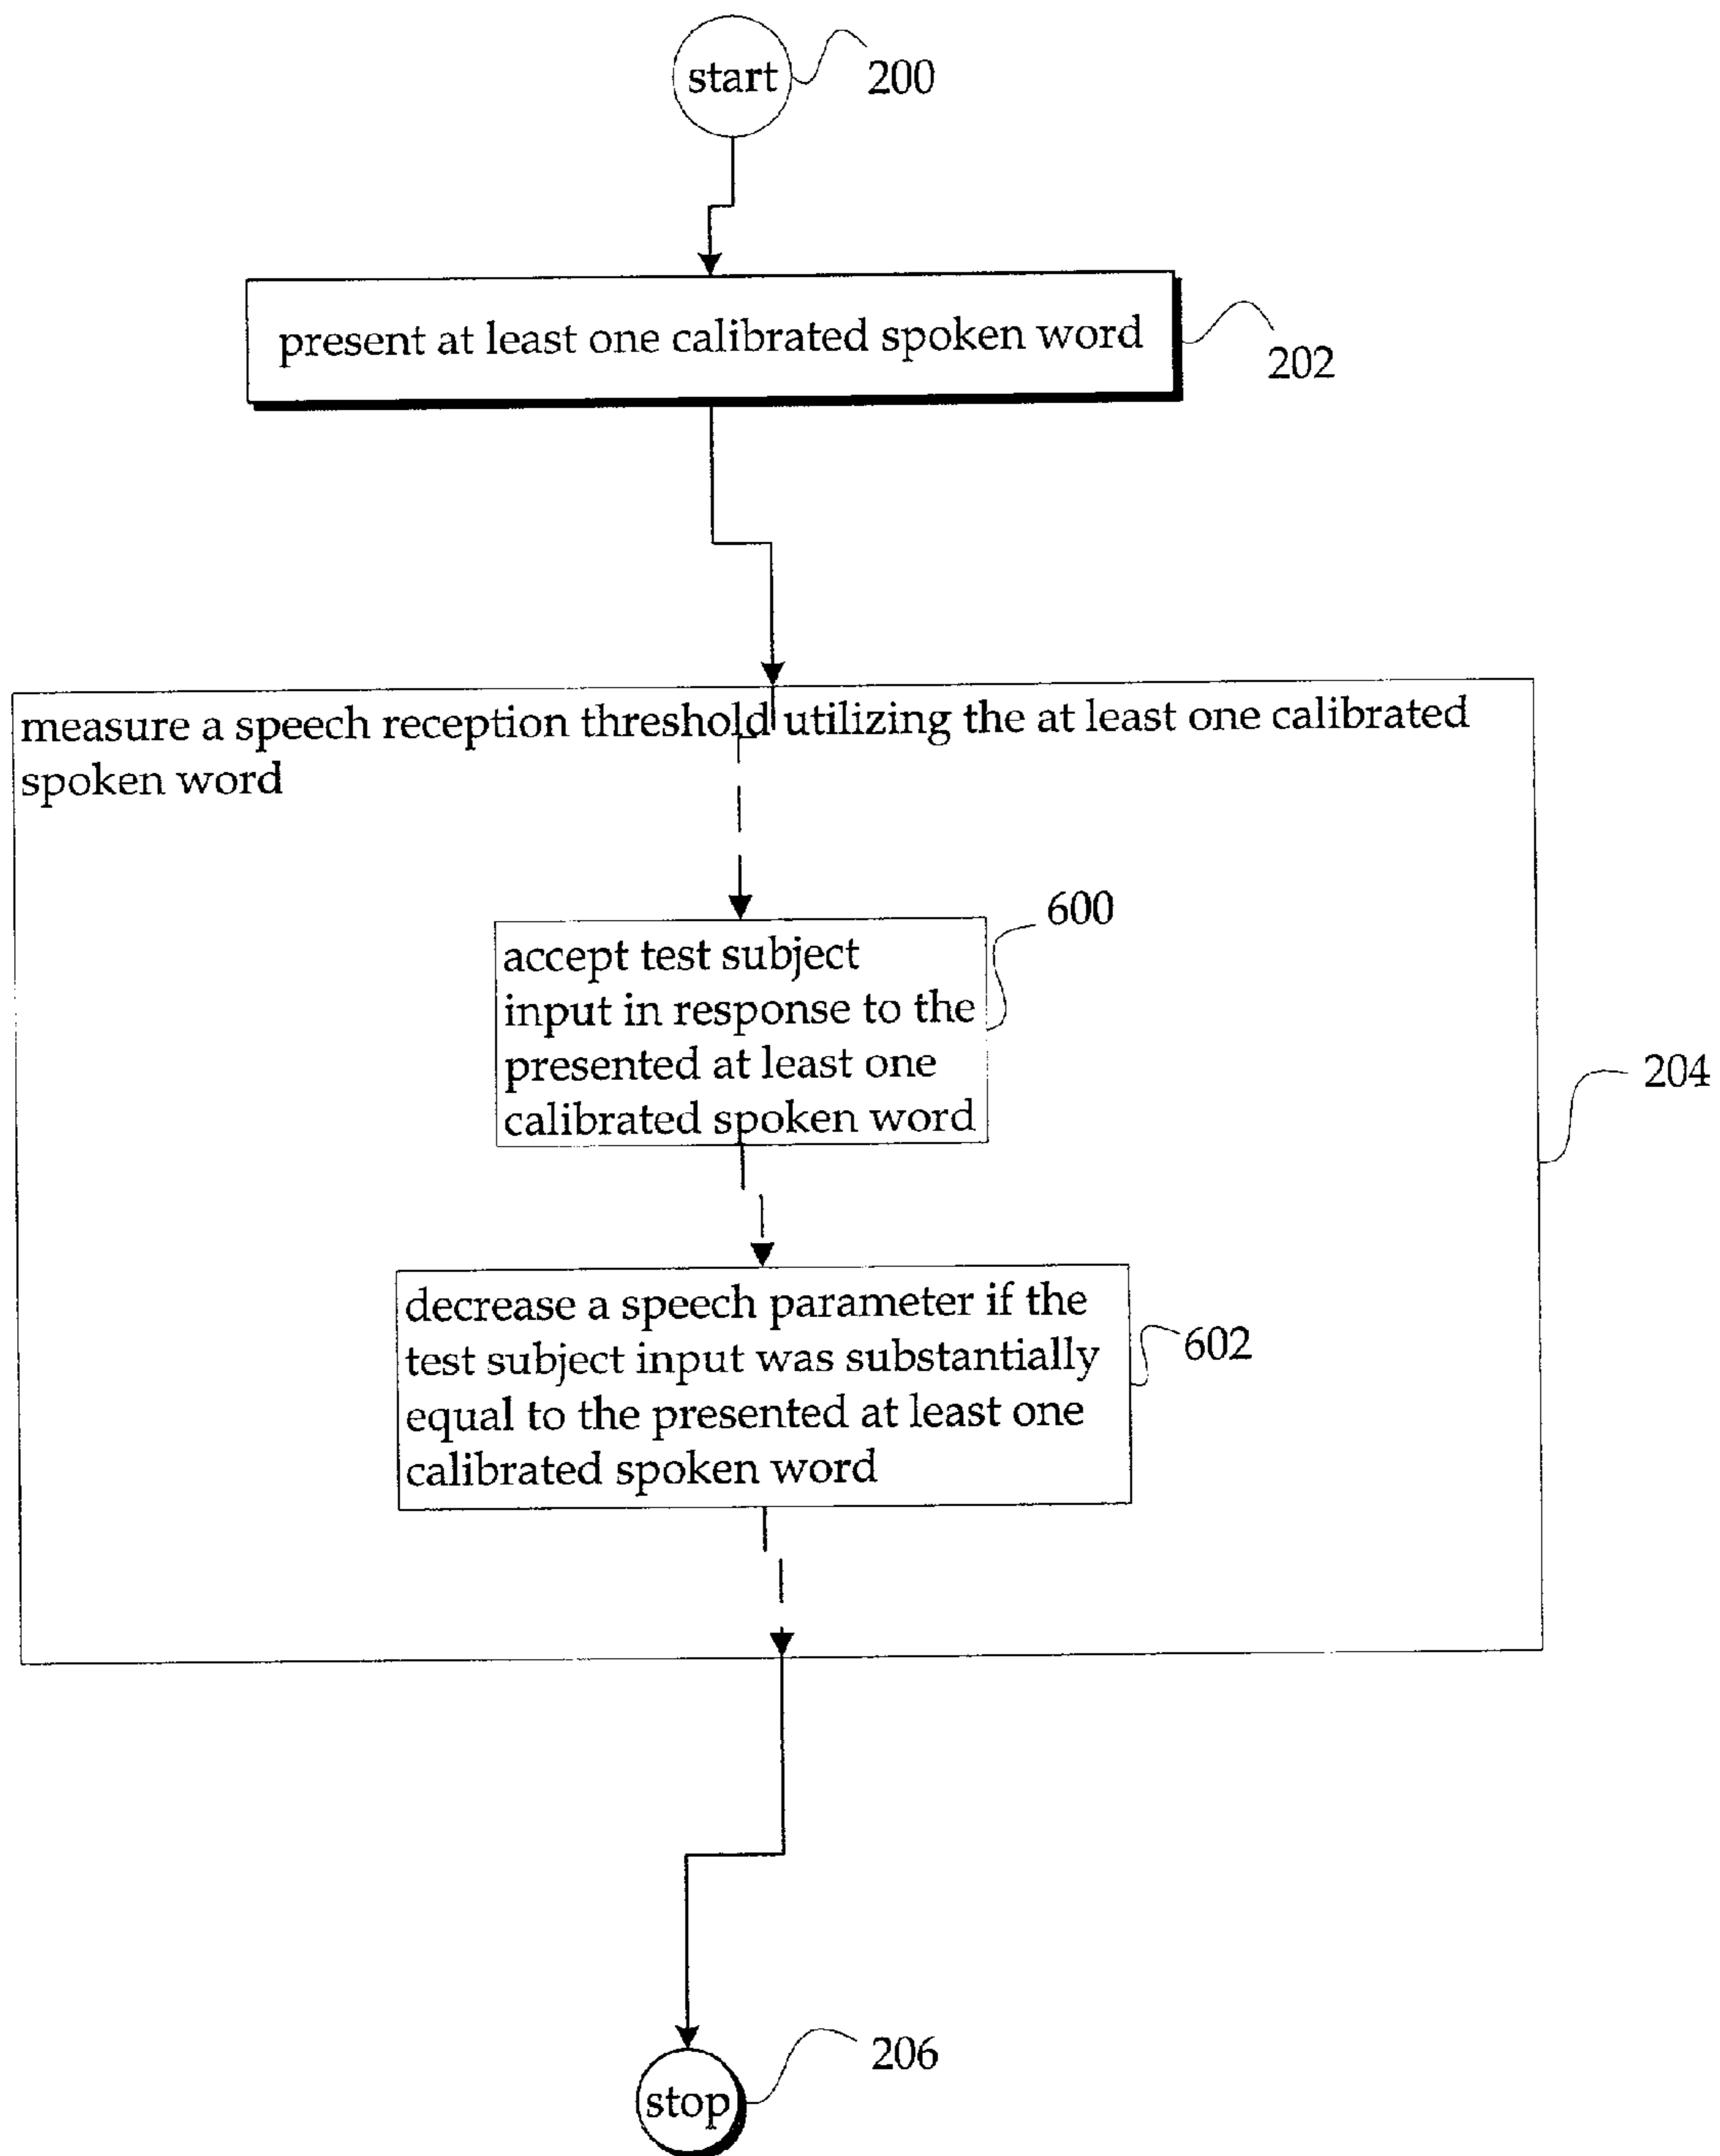 start
200
present at least one calibrated spoken word
202
measure a speech reception threshold utilizing the at least one calibrated
spoken word
600
accept test subject
input in response to the
presented at least one
calibrated spoken word
204
decrease a speech parameter if the
test subject input was substantially
equal to the presented at least one
calibrated spoken word
602
206
stop